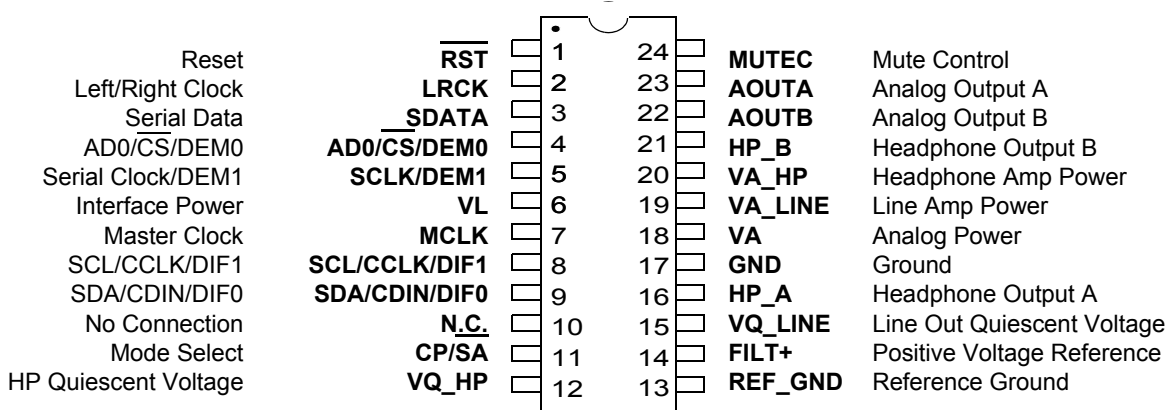 Reset RST 1 24 MUTEC Mute Control
Left/Right Clock LRCK 2 23 AOUTA Analog Output A
Serial Data SDATA 3 22 AOUTB Analog Output B
AD0/CS/DEM0 AD0/CS/DEM0 4 21 HP_B Headphone Output B
Serial Clock/DEM1 SCLK/DEM1 5 20 VA_HP Headphone Amp Power
Interface Power VL 6 19 VA_LINE Line Amp Power
Master Clock MCLK 7 18 VA Analog Power
SCL/CCLK/DIF1 SCL/CCLK/DIF1 8 17 GND Ground
SDA/CDIN/DIF0 SDA/CDIN/DIF0 9 16 HP_A Headphone Output A
No Connection N.C. 10 15 VQ_LINE Line Out Quiescent Voltage
Mode Select CP/SA 11 14 FILT+ Positive Voltage Reference
HP Quiescent Voltage VQ_HP 12 13 REF_GND Reference Ground